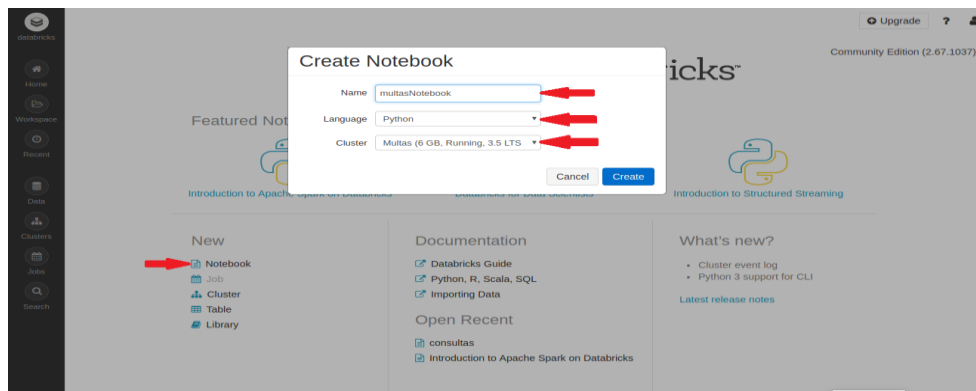 databricks
Home
Workspace
Recent
Data
Clusters
Jobs
Search
Upgrade ?
Community Edition (2.67.1037)
icks™
Create Notebook
Name multasNotebook
Language Python
Cluster Multas (6 GB, Running, 3.5 LTS
Cancel Create
Featured Not
Introduction to Apache Spark on Databricks
Databricks for Data Scientists
Introduction to Structured Streaming
New
Notebook
Job
Cluster
Table
Library
Documentation
Databricks Guide
Python, R, Scala, SQL
Importing Data
Open Recent
consultas
Introduction to Apache Spark on Databricks
What's new?
• Cluster event log
• Python 3 support for CLI
Latest release notes